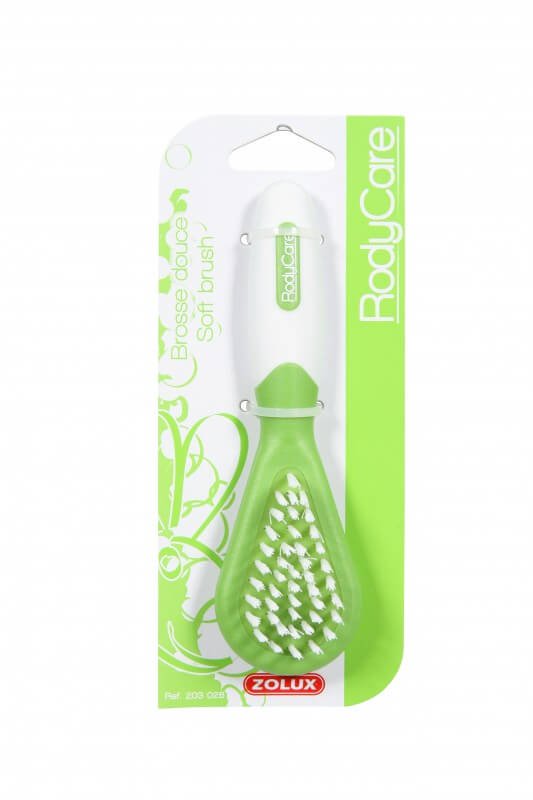 RodyCare
Brosse douce
Soft brush
RodyCare
ZOLUX
Ref. 203 028